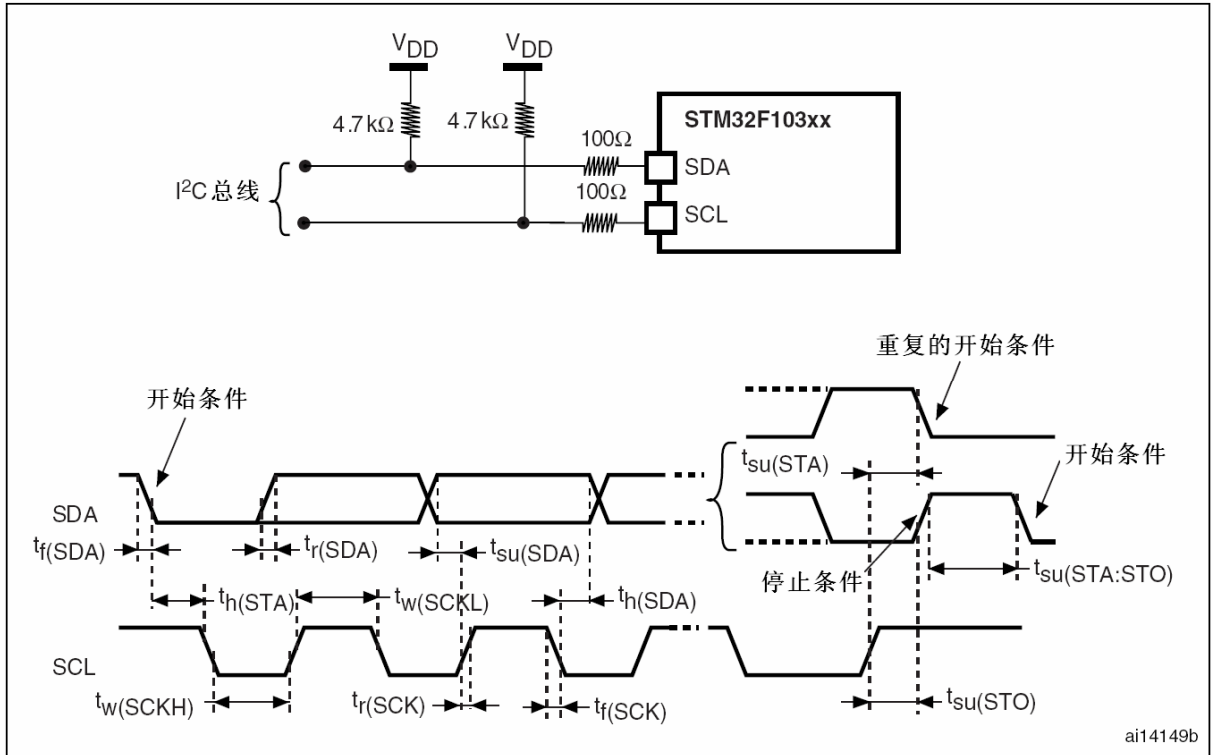 VDD
VDD
4.7kΩ
4.7kΩ
100Ω
100Ω
STM32F103xx
SDA
SCL
I²C总线
重复的开始条件
开始条件
开始条件
tsu(STA)
SDA
tf(SDA)
tr(SDA)
tsu(SDA)
停止条件
tsu(STA:STO)
th(STA)
tw(SCKL)
th(SDA)
SCL
tw(SCKH)
tr(SCK)
tf(SCK)
tsu(STO)
ai14149b